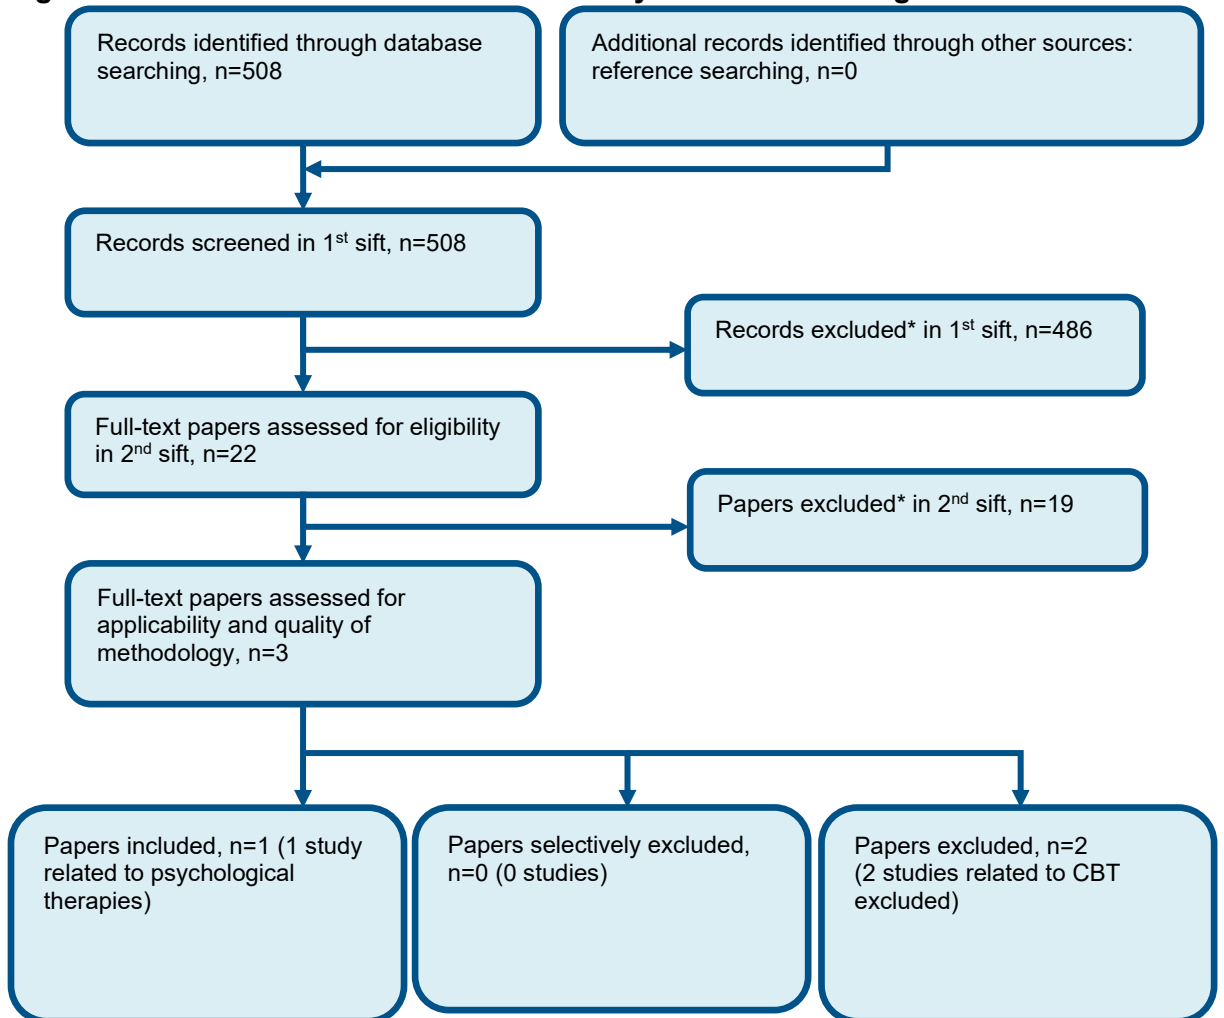 Records identified through database
searching, n=508
Additional records identified through other sources:
reference searching, n=0
Records screened in 1st sift, n=508
Records excluded* in 1st sift, n=486
Full-text papers assessed for eligibility
in 2nd sift, n=22
Papers excluded* in 2nd sift, n=19
Full-text papers assessed for
applicability and quality of
methodology, n=3
Papers included, n=1 (1 study
related to psychological
therapies)
Papers selectively excluded,
n=0 (0 studies)
Papers excluded, n=2
(2 studies related to CBT
excluded)